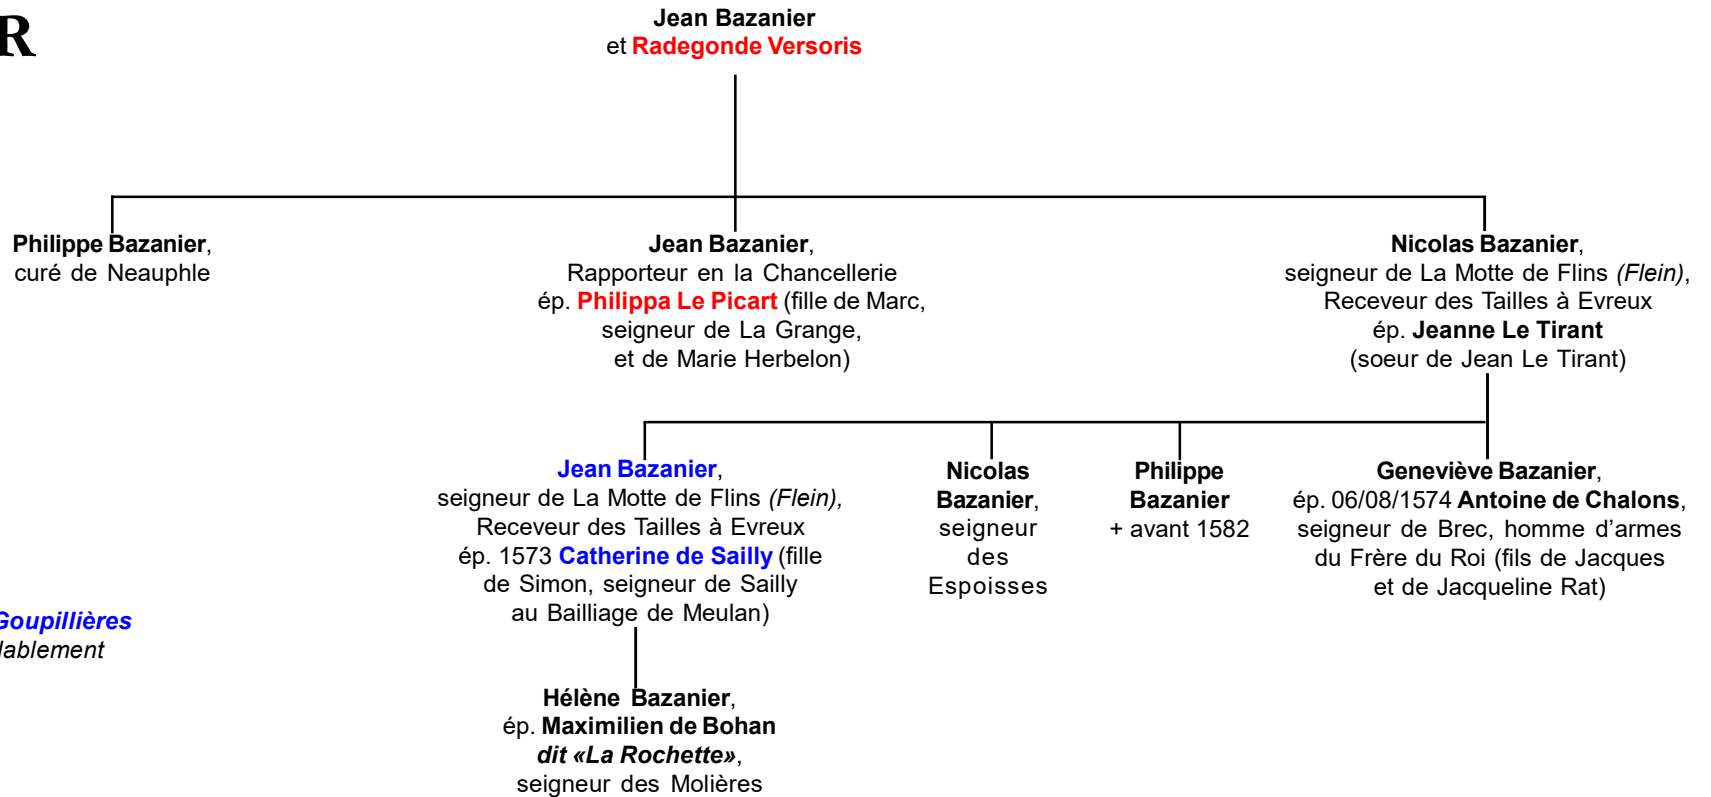 R
Jean Bazanier
et Radegonde Versoris
Philippe Bazanier,
curé de Neauphle
Jean Bazanier,
Rapporteur en la Chancellerie
ép. Philippa Le Picart (fille de Marc,
seigneur de La Grange,
et de Marie Herbelon)
Nicolas Bazanier,
seigneur de La Motte de Flins (Flein),
Receveur des Tailles à Evreux
ép. Jeanne Le Tirant
(soeur de Jean Le Tirant)
Jean Bazanier,
seigneur de La Motte de Flins (Flein),
Receveur des Tailles à Evreux
ép. 1573 Catherine de Sailly (fille
de Simon, seigneur de Sailly
au Bailliage de Meulan)
Nicolas
Bazanier,
seigneur
des
Espoisses
Philippe
Bazanier
+ avant 1582
Geneviève Bazanier,
ép. 06/08/1574 Antoine de Chalons,
seigneur de Brec, homme d'armes
du Frère du Roi (fils de Jacques
et de Jacqueline Rat)
Goupillières
lablement
Hélène Bazanier,
ép. Maximilien de Bohan
dit «La Rochette»,
seigneur des Molières